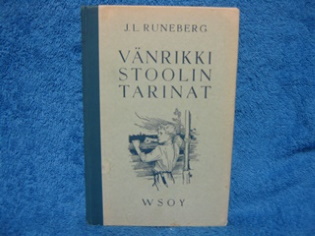 J. L. RUNEBERG
VÄNRIKKI
STOOLIN
TARINAT
WSOY